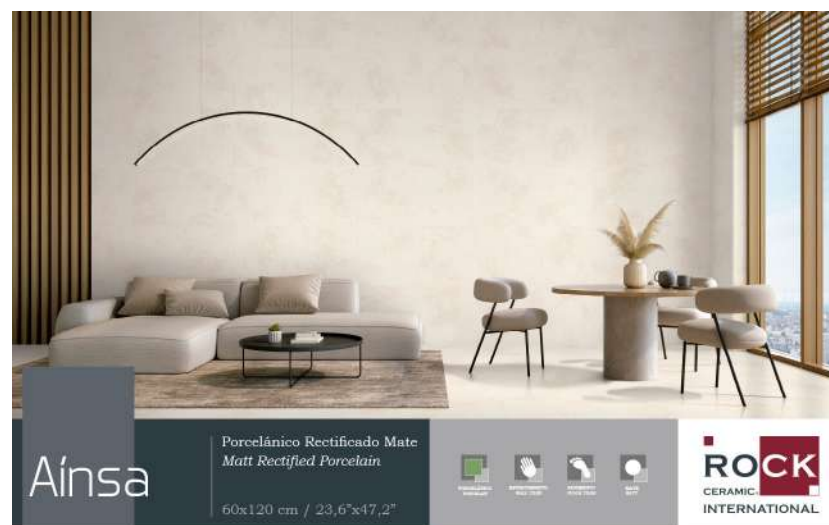 Aínsa
Porcelánico Rectificado Mate
Matt Rectified Porcelain
60x120 cm / 23,6"x47,2"
ROCK
CERAMIC
INTERNATIONAL